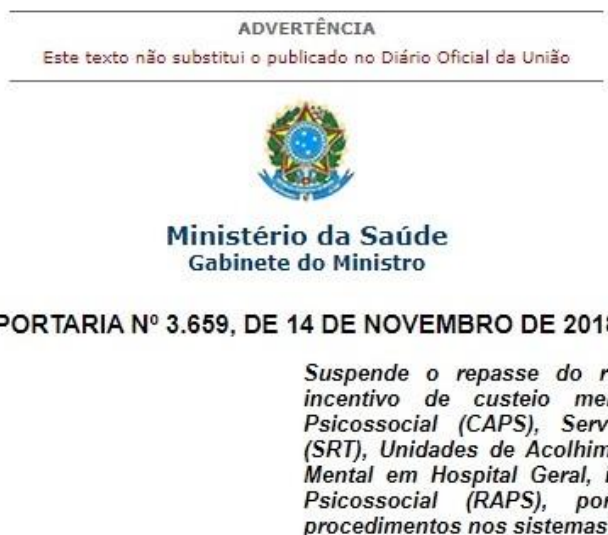 ADVERTÊNCIA
Este texto não substitui o publicado no Diário Oficial da União
Ministério da Saúde
Gabinete do Ministro
PORTARIA Nº 3.659, DE 14 DE NOVEMBRO DE 2018
Suspende o repasse do
incentivo de custeio
Psicossocial (CAPS),
(SRT), Unidades de
Mental em Hospital Geral,
Psicossocial (RAPS), por
procedimentos nos sistemas